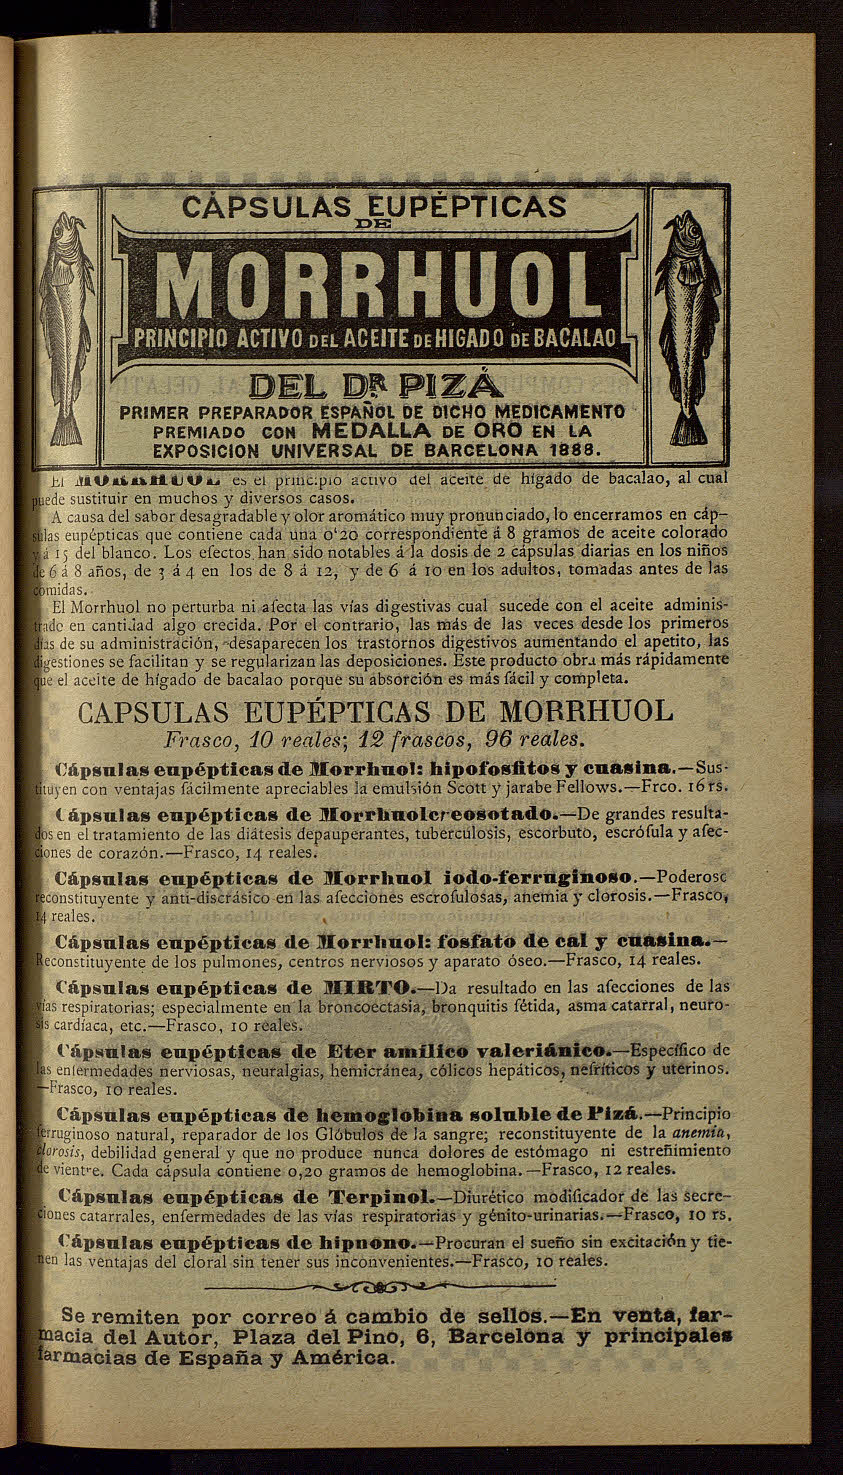 CÁPSULAS EUPÉPTICAS
DE
MORRHUOL
PRINCIPIO ACTIVO DEL ACEITE DE HIGADO DE BACALAO
DEL DR PIZÁ
PRIMER PREPARADOR ESPAÑOL DE DICHO MEDICAMENTO
PREMIADO CON MEDALLA DE ORO EN LA
EXPOSICION UNIVERSAL DE BARCELONA 1888.
El MORRHUOL es el principio activo del aceite de hígado de bacalao, al cual
puede sustituir en muchos y diversos casos.
A causa del sabor desagradable y olor aromático muy pronunciado, lo encerramos en cáp-
sulas eupépticas que contiene cada una 0'20 correspondiente á 8 gramos de aceite colorado
y á 15 del blanco. Los efectos han sido notables á la dosis de 2 cápsulas diarias en los niños
de 6 á 8 años, de 3 á 4 en los de 8 á 12, y de 6 á 10 en los adultos, tomadas antes de las
comidas.
El Morrhuol no perturba ni afecta las vías digestivas cual sucede con el aceite adminis-
trado en cantidad algo crecida. Por el contrario, las más de las veces desde los primeros
días de su administración, desaparecen los trastornos digestivos aumentando el apetito, las
digestiones se facilitan y se regularizan las deposiciones. Este producto obra más rápidamente
que el aceite de hígado de bacalao porque su absorción es más fácil y completa.
CAPSULAS EUPÉPTICAS DE MORRHUOL
Frasco, 10 reales; 12 frascos, 96 reales.
Cápsulas eupépticas de Morrhuol: hipofosfitos y cuasina.—Sus-
tituyen con ventajas fácilmente apreciables la emulsión Scott y jarabe Fellows.—Frco. 16 rs.
Cápsulas eupépticas de Morrhuolcreosotado.—De grandes resulta-
dos en el tratamiento de las diátesis depauperantes, tuberculosis, escorbuto, escrófula y afec-
ciones de corazón.—Frasco, 14 reales.
Cápsulas eupépticas de Morrhuol iodo-ferruginoso.—Poderoso
reconstituyente y anti-discrásico en las afecciones escrofulosas, anemia y clorosis.—Frasco,
14 reales.
Cápsulas eupépticas de Morrhuol: fosfato de cal y cuasina.—
Reconstituyente de los pulmones, centros nerviosos y aparato óseo.—Frasco, 14 reales.
Cápsulas eupépticas de MIRTO.—Da resultado en las afecciones de las
vías respiratorias; especialmente en la broncoectasia, bronquitis fétida, asma catarral, neuro-
sis cardíaca, etc.—Frasco, 10 reales.
Cápsulas eupépticas de Eter amílico valeriánico.—Específico de
las enfermedades nerviosas, neuralgias, hemicránea, cólicos hepáticos, nefríticos y uterinos.
—Frasco, 10 reales.
Cápsulas eupépticas de hemoglobina soluble de Pizá.—Principio
ferruginoso natural, reparador de los Glóbulos de la sangre; reconstituyente de la anemia,
clorosis, debilidad general y que no produce nunca dolores de estómago ni estreñimiento
de vientre. Cada cápsula contiene 0,20 gramos de hemoglobina.—Frasco, 12 reales.
Cápsulas eupépticas de Terpinol.—Diurético modificador de las secre-
ciones catarrales, enfermedades de las vías respiratorias y génito-urinarias.—Frasco, 10 rs.
Cápsulas eupépticas de hipnono.—Procuran el sueño sin excitación y tie-
nen las ventajas del cloral sin tener sus inconvenientes.—Frasco, 10 reales.
Se remiten por correo á cambio de sellos.—En venta, far-
macia del Autor, Plaza del Pino, 6, Barcelona y principales
farmacias de España y América.